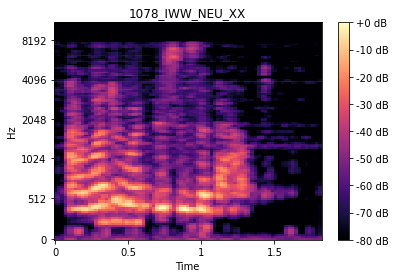 1078_IWW_NEU_XX
+0 dB
8192
-10 dB
4096
-20 dB
-30 dB
2048
Hz
-40 dB
1024
-50 dB
512
-60 dB
-70 dB
0
-80 dB
0
0.5
1
1.5
Time